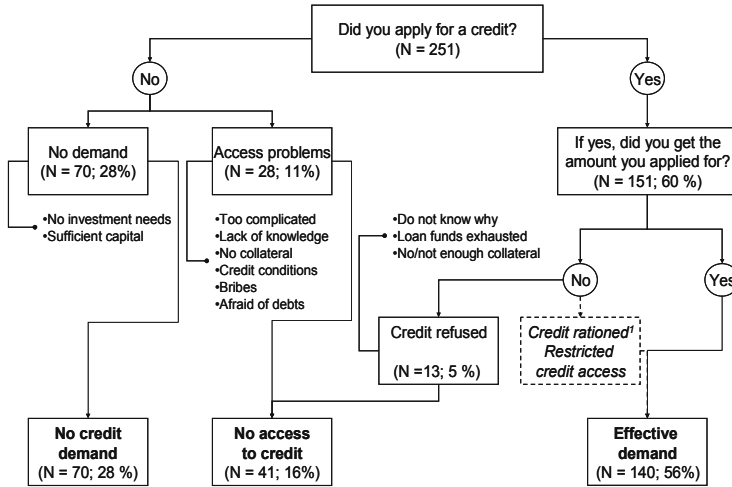 Did you apply for a credit?
(N = 251)
No
Yes
No demand
(N = 70; 28%)
Access problems
(N = 28; 11%)
If yes, did you get the
amount you applied for?
(N = 151; 60 %)
•No investment needs
•Sufficient capital
•Too complicated
•Lack of knowledge
•No collateral
•Credit conditions
•Bribes
•Afraid of debts
•Do not know why
•Loan funds exhausted
•No/not enough collateral
No
Yes
Credit refused
(N =13; 5 %)
Credit rationed¹
Restricted
credit access
No credit
demand
(N = 70; 28 %)
No access
to credit
(N = 41; 16%)
Effective
demand
(N = 140; 56%)